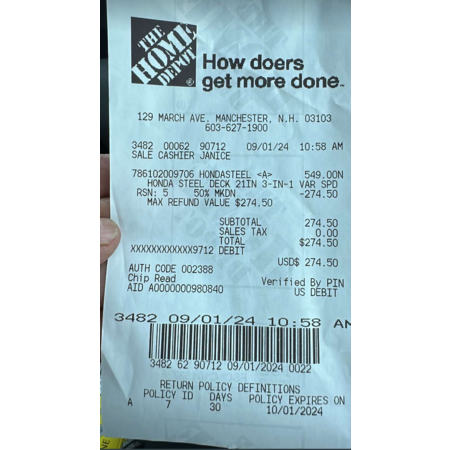 THE
HOME
DEPOT
How doers
get more done™
129 MARCH AVE. MANCHESTER, N.H. 03103
603-627-1900
3482 00062 90712 09/01/24 10:58 AM
SALE CASHIER JANICE
786102009706 HONDASTEEL <A> 549.00N
HONDA STEEL DECK 21IN 3-IN-1 VAR SPD
RSN: 5 50% MKDN -274.50
MAX REFUND VALUE $274.50
SUBTOTAL 274.50
SALES TAX 0.00
TOTAL $274.50
XXXXXXXXXXXX9712 DEBIT
USD$ 274.50
AUTH CODE 002388
Chip Read Verified By PIN
AID A0000000980840 US DEBIT
3482 09/01/24 10:58 AM
3482 62 90712 09/01/2024 0022
RETURN POLICY DEFINITIONS
POLICY ID DAYS POLICY EXPIRES ON
A 7 30 10/01/2024